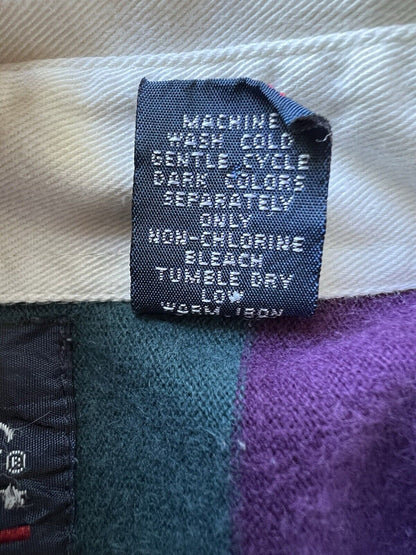 MACHINE
WASH COLD
GENTLE CYCLE
DARK COLORS
SEPARATELY
ONLY
NON-CHLORINE
BLEACH
TUMBLE DRY
LOW
WARM IRON
®